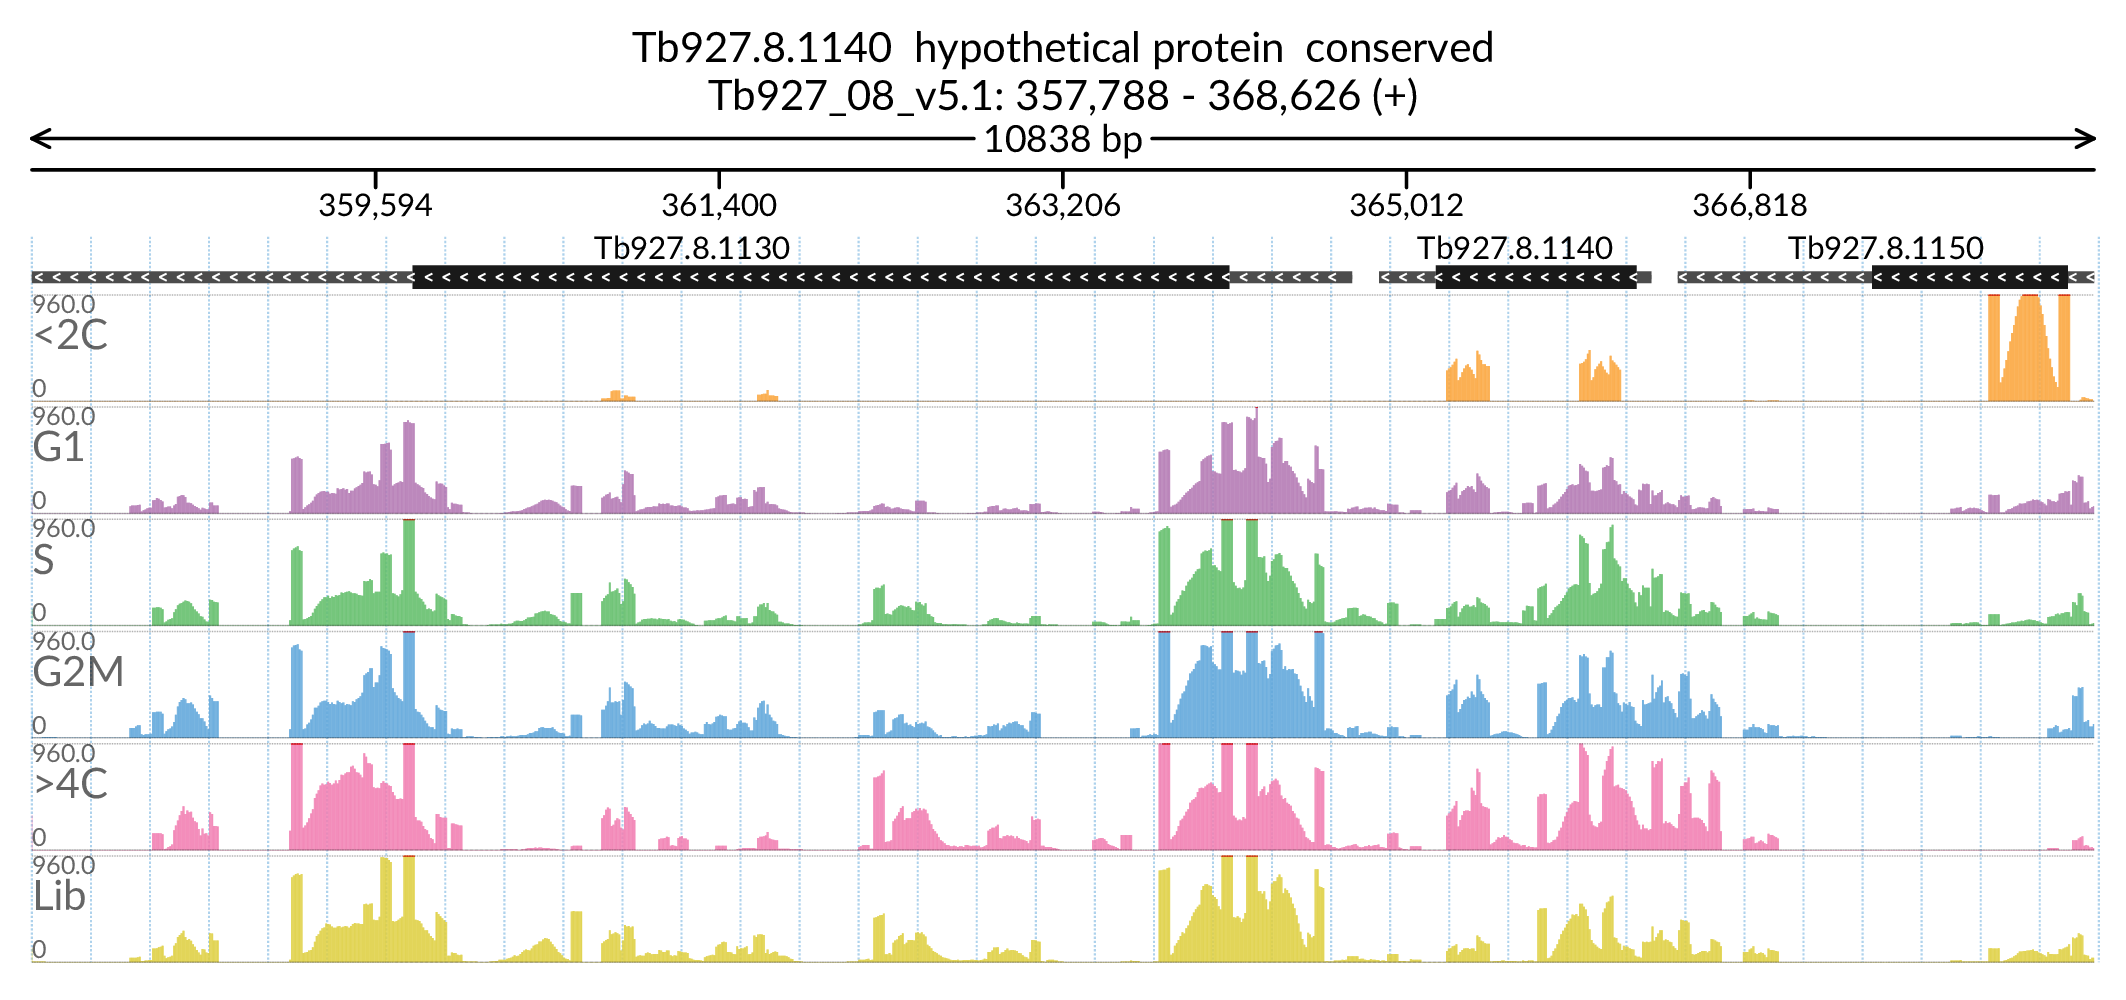 Tb927.8.1140 hypothetical protein conserved
Tb927_08_v5.1: 357,788 - 368,626 (+)
10838 bp
359,594 361,400 363,206 365,012 366,818
Tb927.8.1130 Tb927.8.1140 Tb927.8.1150
960.0
<2C
0
960.0
G1
0
960.0
S
0
960.0
G2M
0
960.0
>4C
0
960.0
Lib
0